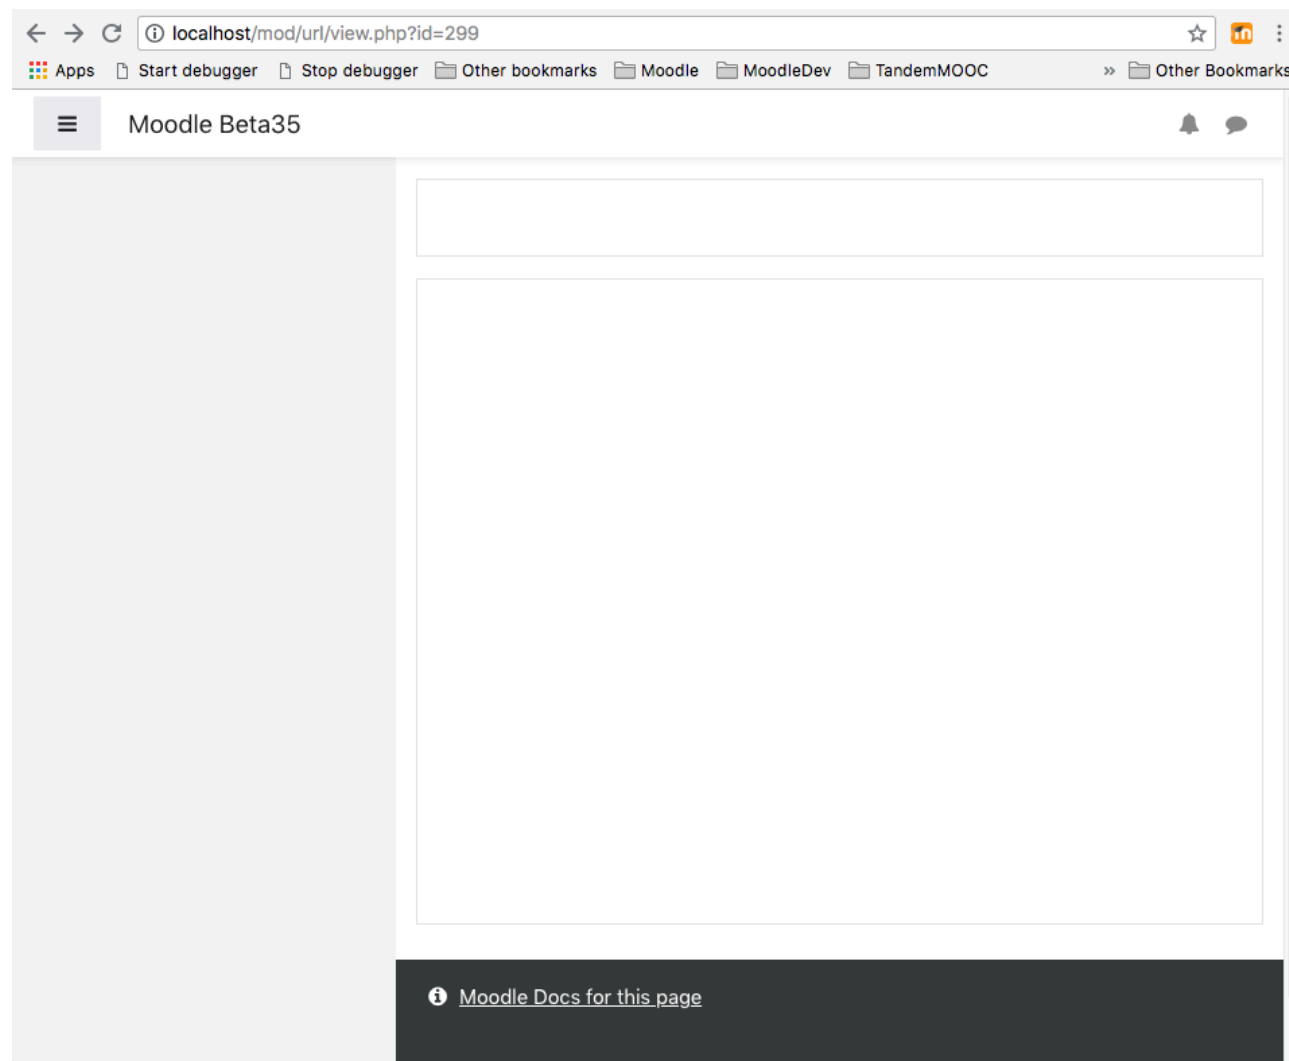 localhost/mod/url/view.php?id=299
Apps Start debugger Stop debugger Other bookmarks Moodle MoodleDev TandemMOOC » Other Bookmarks
Moodle Beta35
Moodle Docs for this page